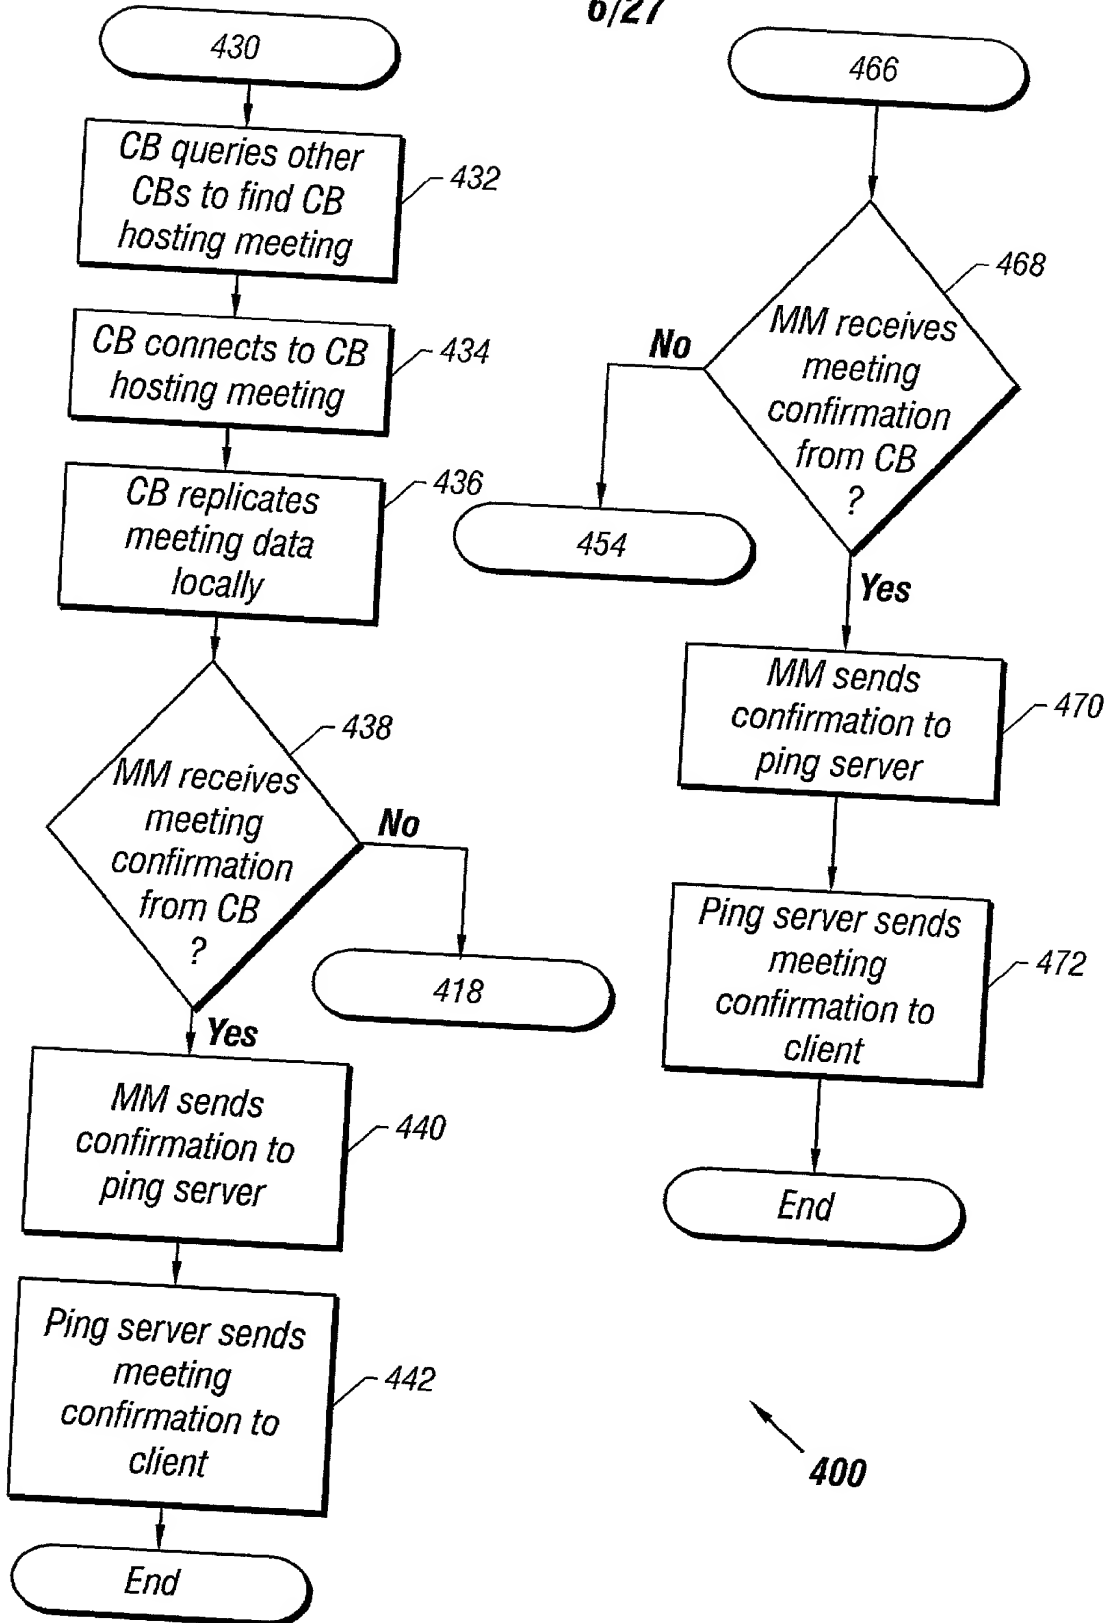 6/27
430
CB queries other
CBs to find CB
hosting meeting
432
CB connects to CB
hosting meeting
434
CB replicates
meeting data
locally
436
MM receives
meeting
confirmation
from CB
?
438
No
418
Yes
MM sends
confirmation to
ping server
440
Ping server sends
meeting
confirmation to
client
442
End
466
MM receives
meeting
confirmation
from CB
?
468
No
454
Yes
MM sends
confirmation to
ping server
470
Ping server sends
meeting
confirmation to
client
472
End
400